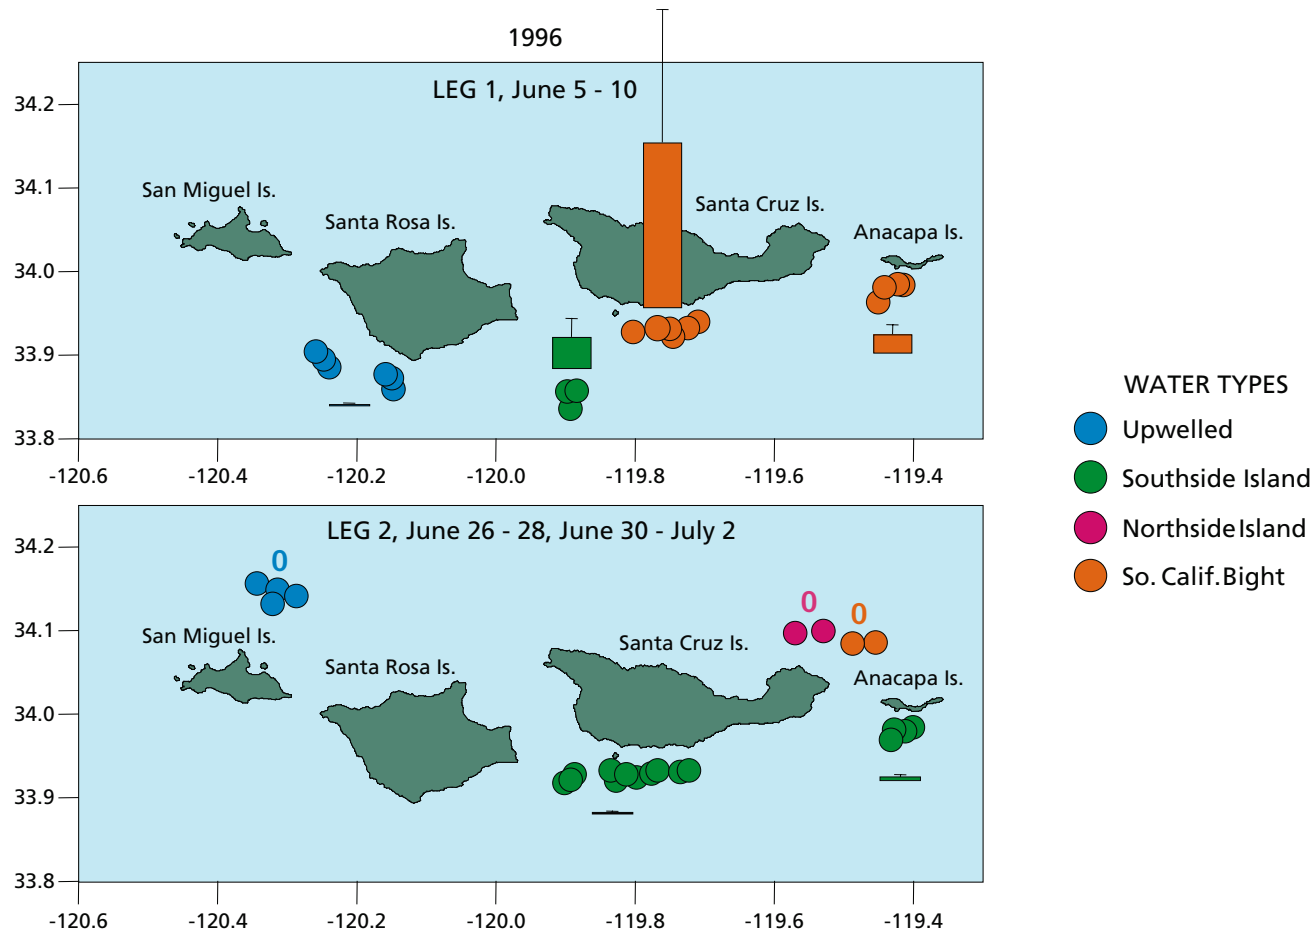 1996
LEG 1, June 5 - 10
34.2
34.1
34.0
33.9
33.8
San Miguel Is.
Santa Rosa Is.
Santa Cruz Is.
Anacapa Is.
-120.6 -120.4 -120.2 -120.0 -119.8 -119.6 -119.4
WATER TYPES
Upwelled
Southside Island
Northside Island
So. Calif. Bight
LEG 2, June 26 - 28, June 30 - July 2
34.2
34.1
34.0
33.9
33.8
0
0
0
San Miguel Is.
Santa Rosa Is.
Santa Cruz Is.
Anacapa Is.
-120.6 -120.4 -120.2 -120.0 -119.8 -119.6 -119.4